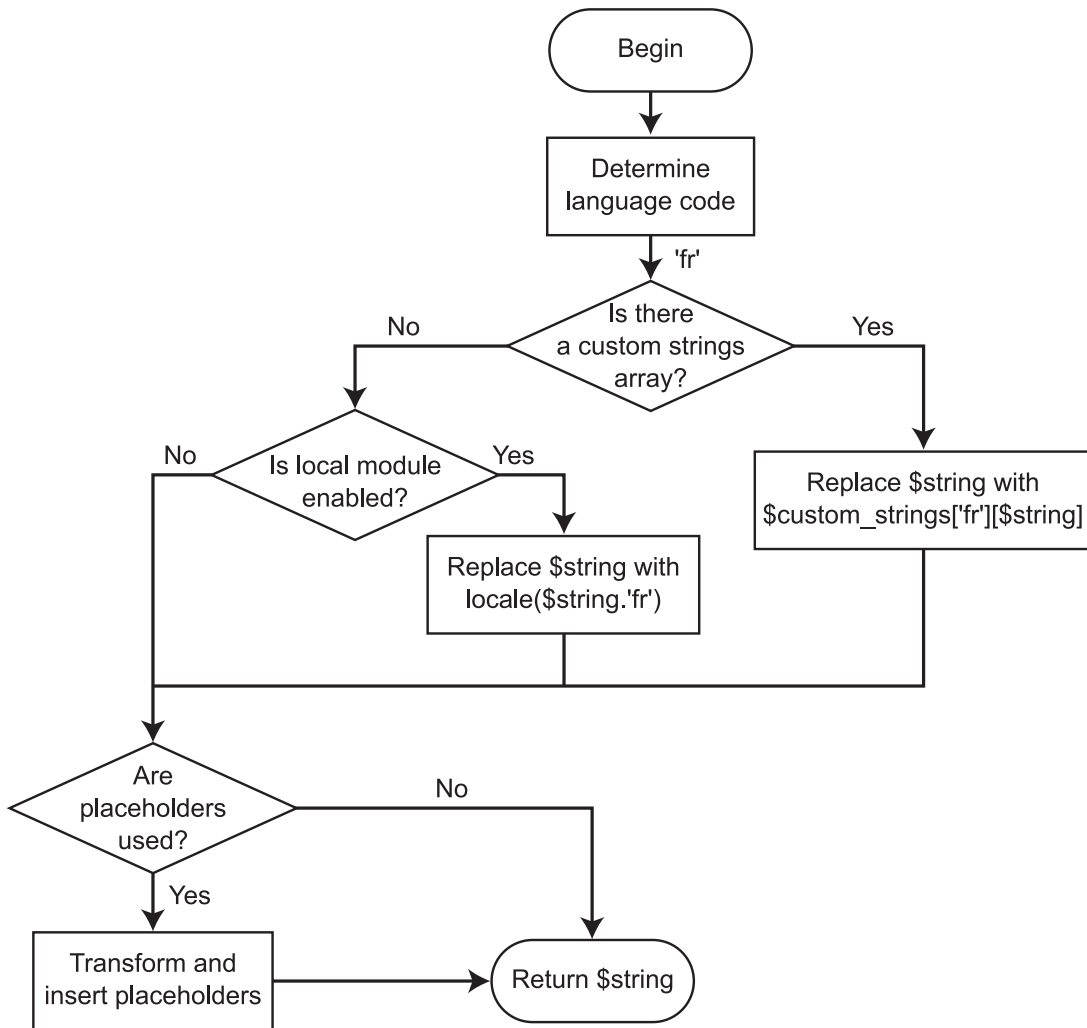 Begin
Determine
language code
'fr'
Is there
a custom strings
array?
No
Yes
Is local module
enabled?
No
Yes
Replace $string with
$custom_strings['fr'][$string]
Replace $string with
locale($string.'fr')
Are
placeholders
used?
No
Yes
Transform and
insert placeholders
Return $string